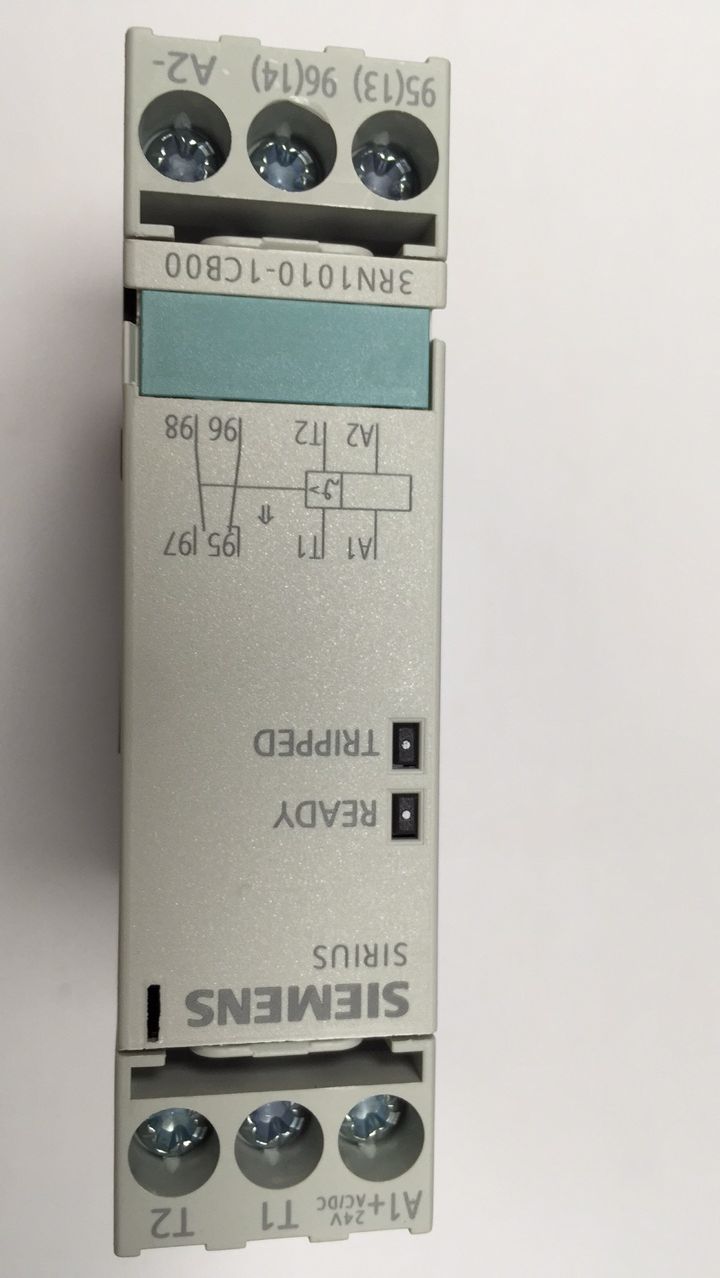 A1+ 24V AC/DC T1 T2
SIEMENS
SIRIUS
READY
TRIPPED
A1 T1 95 97
A2 T2 96 98
3RN1010-1CB00
95(13) 96(14) A2-